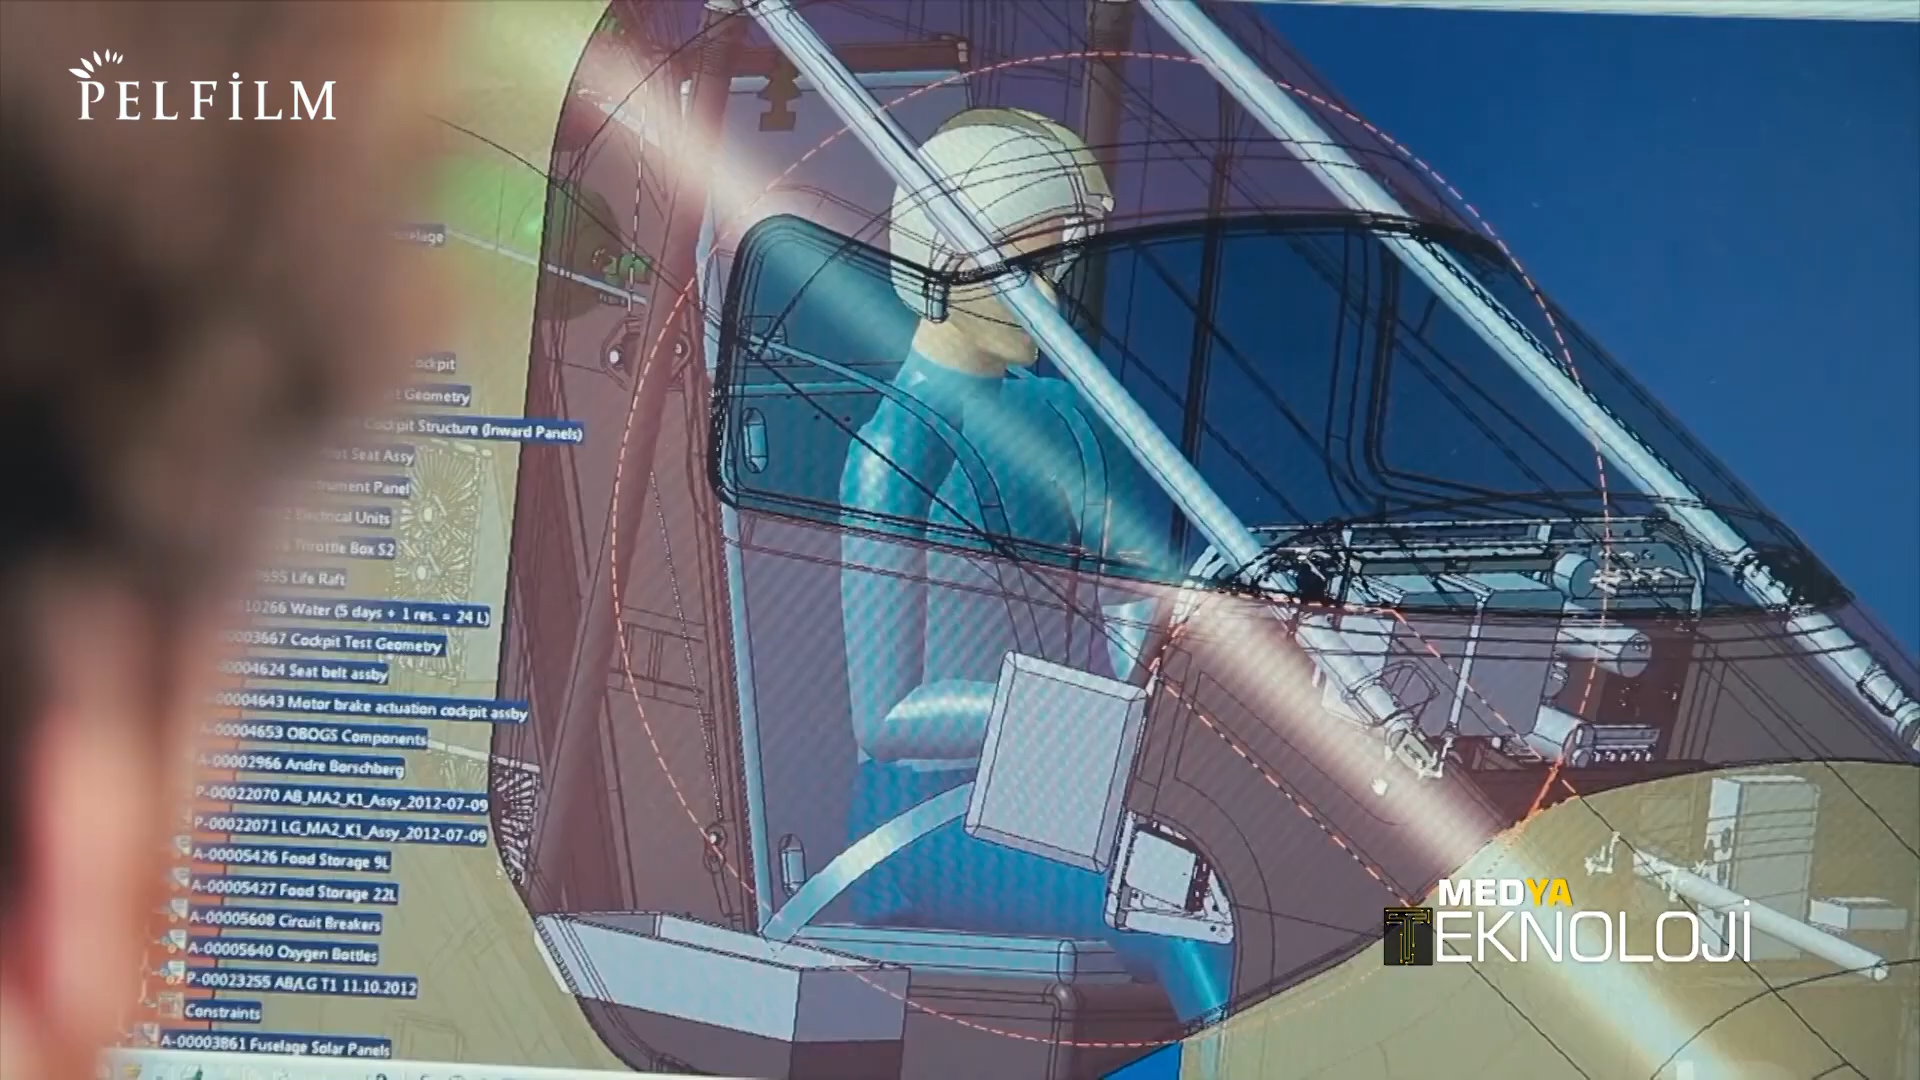 PELFİLM
Cockpit Structure (Inward Panels)
Seat Assy
Panel
Electrical Units
Throttle Box S2
Life Raft
10266 Water (5 days + 1 res. = 24 L)
0003667 Cockpit Test Geometry
00004624 Seat belt assby
00004643 Motor brake actuation cockpit assby
A-00004653 OBOGS Components
A-00002966 Andre Borschberg
P-00022070 AB_MA2_K1_Assy_2012-07-09
P-00022071 LG_MA2_K1_Assy_2012-07-09
A-00005426 Food Storage 9L
A-00005427 Food Storage 22L
A-00005608 Circuit Breakers
A-00005640 Oxygen Bottles
P-00023255 AB/LG T1 11.10.2012
Constraints
A-00003861 Fuselage Solar Panels
MEDYA
TEKNOLOJİ